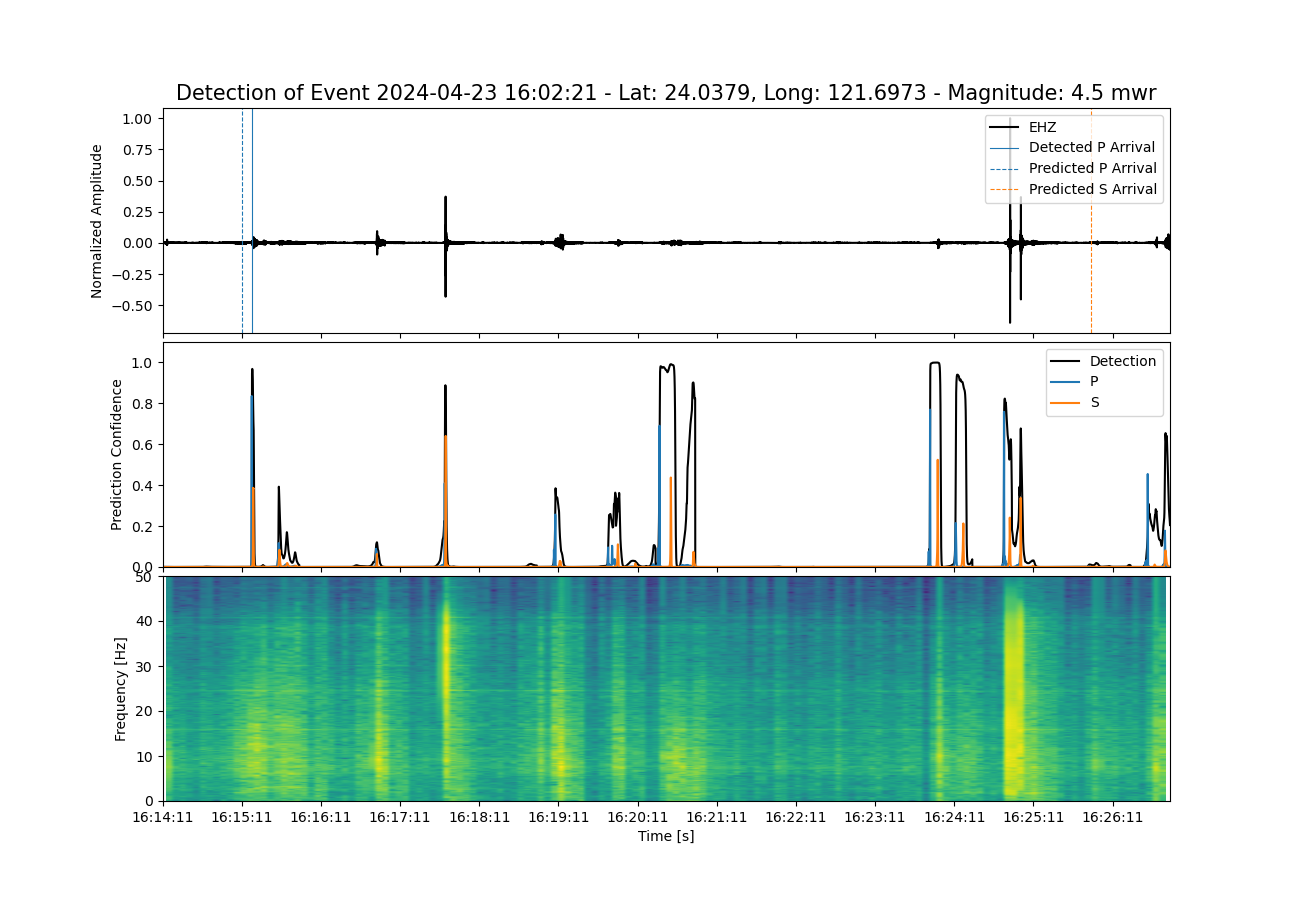 Detection of Event 2024-04-23 16:02:21 - Lat: 24.0379, Long: 121.6973 - Magnitude: 4.5 mwr
Normalized Amplitude
1.00
0.75
0.50
0.25
0.00
−0.25
−0.50
EHZ
Detected P Arrival
Predicted P Arrival
Predicted S Arrival
Prediction Confidence
1.0
0.8
0.6
0.4
0.2
0.0
Detection
P
S
Frequency [Hz]
50
40
30
20
10
0
16:14:11 16:15:11 16:16:11 16:17:11 16:18:11 16:19:11 16:20:11 16:21:11 16:22:11 16:23:11 16:24:11 16:25:11 16:26:11
Time [s]